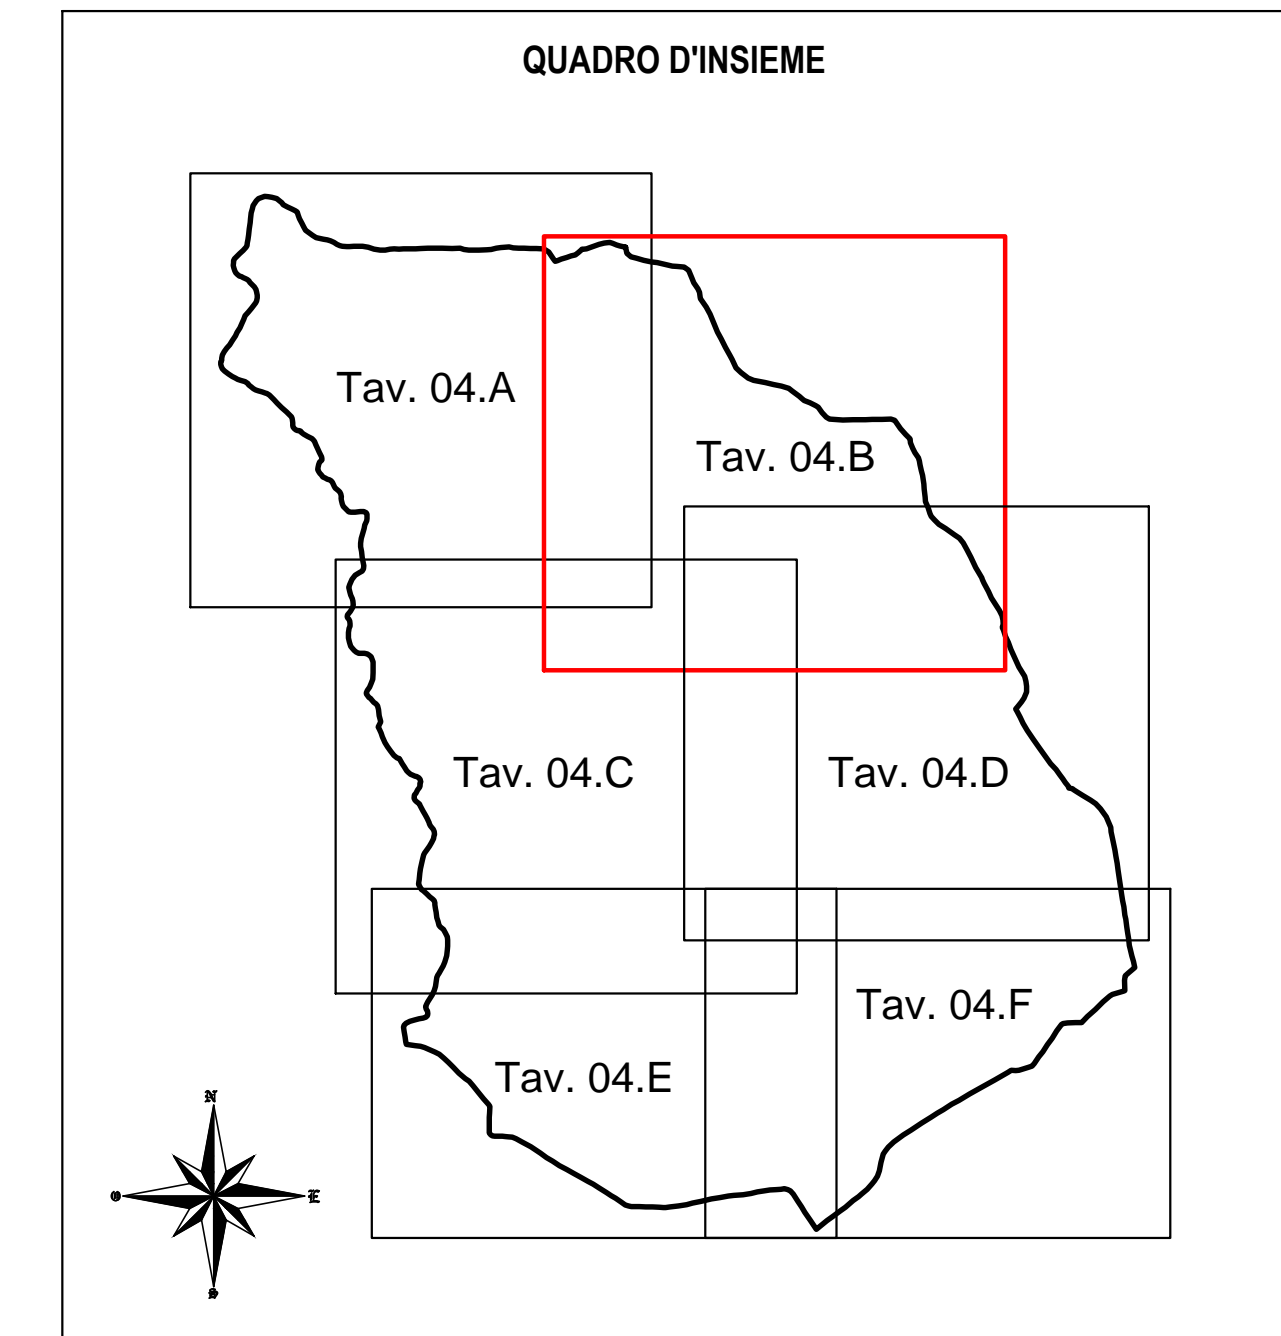 QUADRO D'INSIEME
Tav. 04.A
Tav. 04.B
Tav. 04.C
Tav. 04.D
Tav. 04.F
Tav. 04.E
N
O
E
S